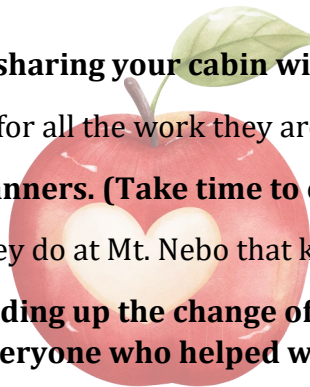 sharing your cabin wi
for all the work they ar
nners. (Take time to
ey do at Mt. Nebo that k
ding up the change of
eryone who helped w